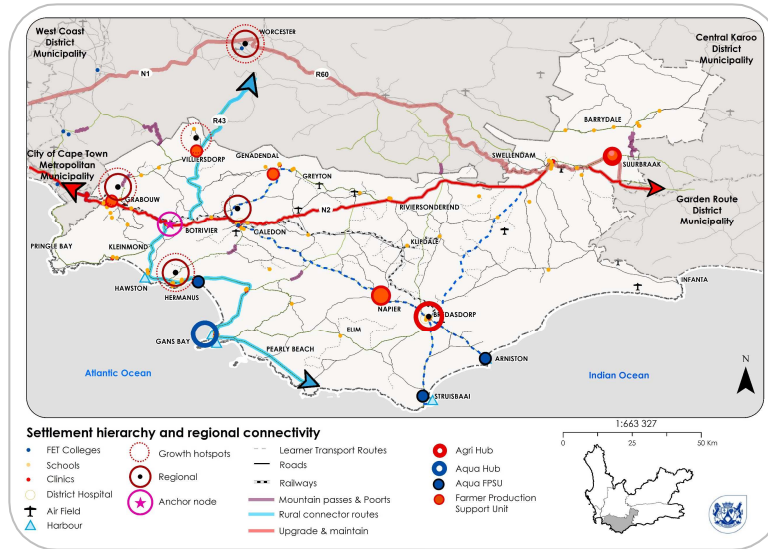 West Coast
District
Municipality
WORCESTER
Central Karoo
District
Municipality
N1
R60
R43
BARRYDALE
City of Cape Town
Metropolitan
Municipality
VILLIERSDORP
GENADENDAL
GREYTON
SWELLENDAM
SUURBRAAK
GRABOUW
N2
RIVIERSONDEREND
Garden Route
District
Municipality
BOTRIVIER
CALEDON
PRINGLE BAY
KLEINMOND
KLIPDALE
HAWSTON
HERMANUS
NAPIER
BREDASDORP
INFANTA
GANS BAY
ELIM
PEARLY BEACH
ARNISTON
STRUISBAAI
Atlantic Ocean
Indian Ocean
N
Settlement hierarchy and regional connectivity
FET Colleges
Schools
Clinics
District Hospital
Air Field
Harbour
Growth hotspots
Regional
Anchor node
Learner Transport Routes
Roads
Railways
Mountain passes & Poorts
Rural connector routes
Upgrade & maintain
Agri Hub
Aqua Hub
Aqua FPSU
Farmer Production
Support Unit
1:663 327
0 25 50 Km